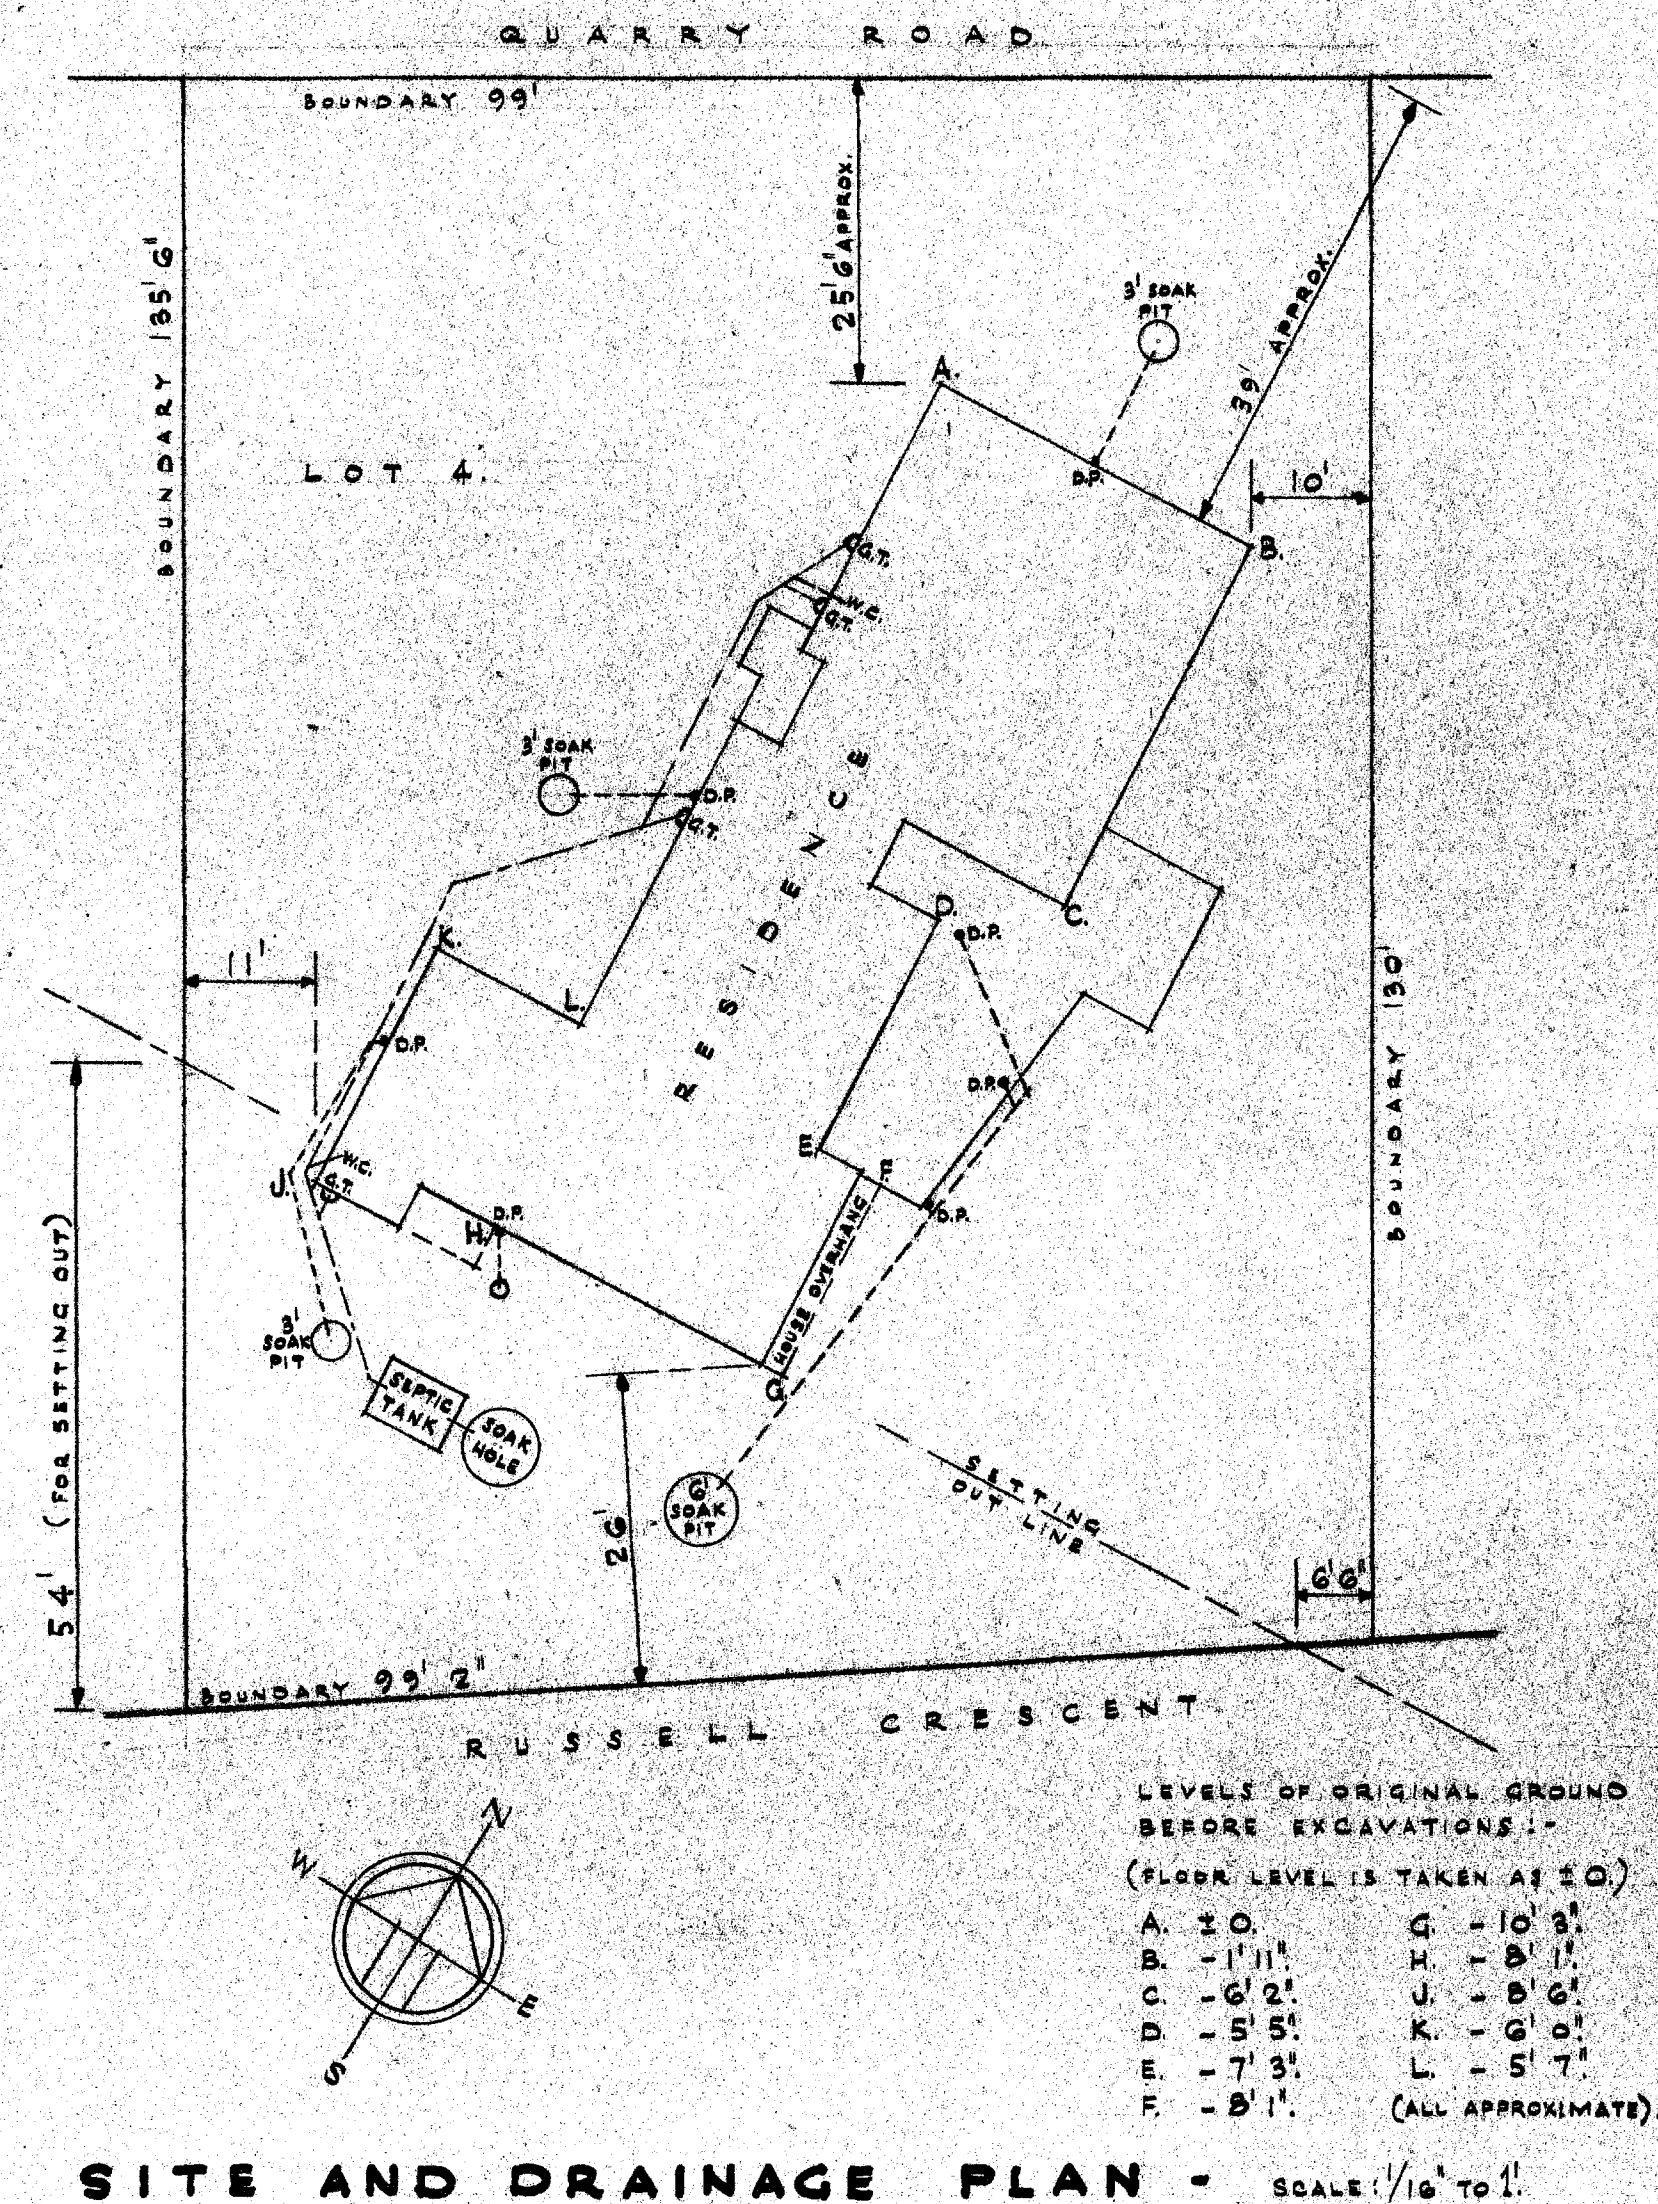 QUARRY ROAD
BOUNDARY 99'
BOUNDARY 135' 6"
25' 6" APPROX.
39' APPROX.
3' SOAK
PIT
A.
D.P.
10'
B.
LOT 4.
G.T.
W.C.
G.T.
3' SOAK
PIT
D.P.
G.T.
RESIDENCE
D.
D.P.
C.
K.
11'
L.
D.P.
BOUNDARY 130'
D.P.
E
F.
J.
W.C.
G.T.
D.P.
H.
D.P.
HOUSE OVERHANG
54' (FOR SETTING OUT)
3'
SOAK
PIT
SEPTIC
TANK
SOAK
HOLE
G
26'
6'
SOAK
PIT
SETTING
OUT LINE
6' 6"
BOUNDARY 99' 2"
RUSSELL CRESCENT
N
W
E
S
LEVELS OF ORIGINAL GROUND
BEFORE EXCAVATIONS:-
(FLOOR LEVEL IS TAKEN AS ± 0.)
A. ± 0. G. - 10' 3".
B. - 1' 11". H. - 8' 1".
C. - 6' 2". J. - 8' 6".
D. - 5' 5". K. - 6' 0".
E. - 7' 3". L. - 5' 7".
F. - 8' 1". (ALL APPROXIMATE)
SITE AND DRAINAGE PLAN - SCALE: 1/16" TO 1'.